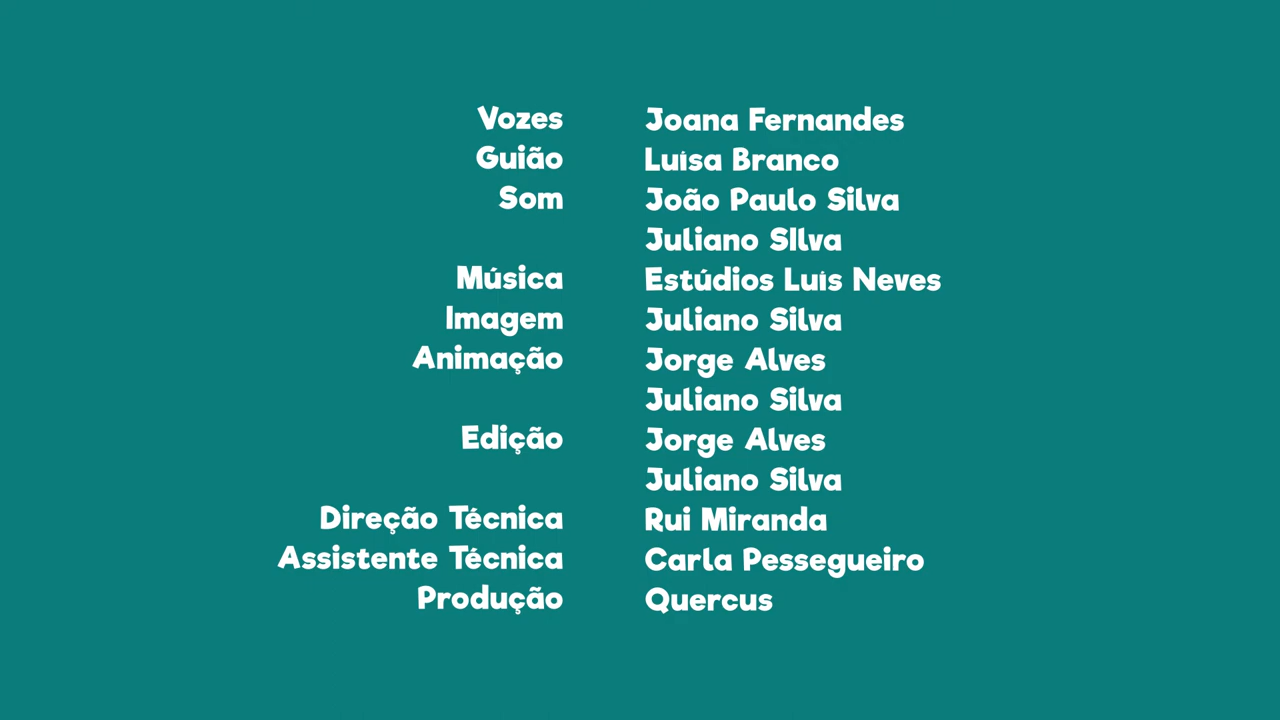 Vozes Joana Fernandes
Guião Luísa Branco
Som João Paulo Silva
Juliano SIlva
Música Estúdios Luís Neves
Imagem Juliano Silva
Animação Jorge Alves
Juliano Silva
Edição Jorge Alves
Juliano Silva
Direção Técnica Rui Miranda
Assistente Técnica Carla Pessegueiro
Produção Quercus